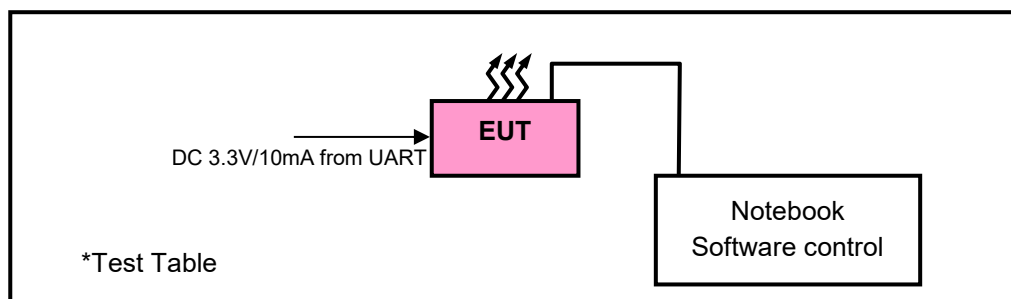 EUT
DC 3.3V/10mA from UART
Notebook
Software control
*Test Table